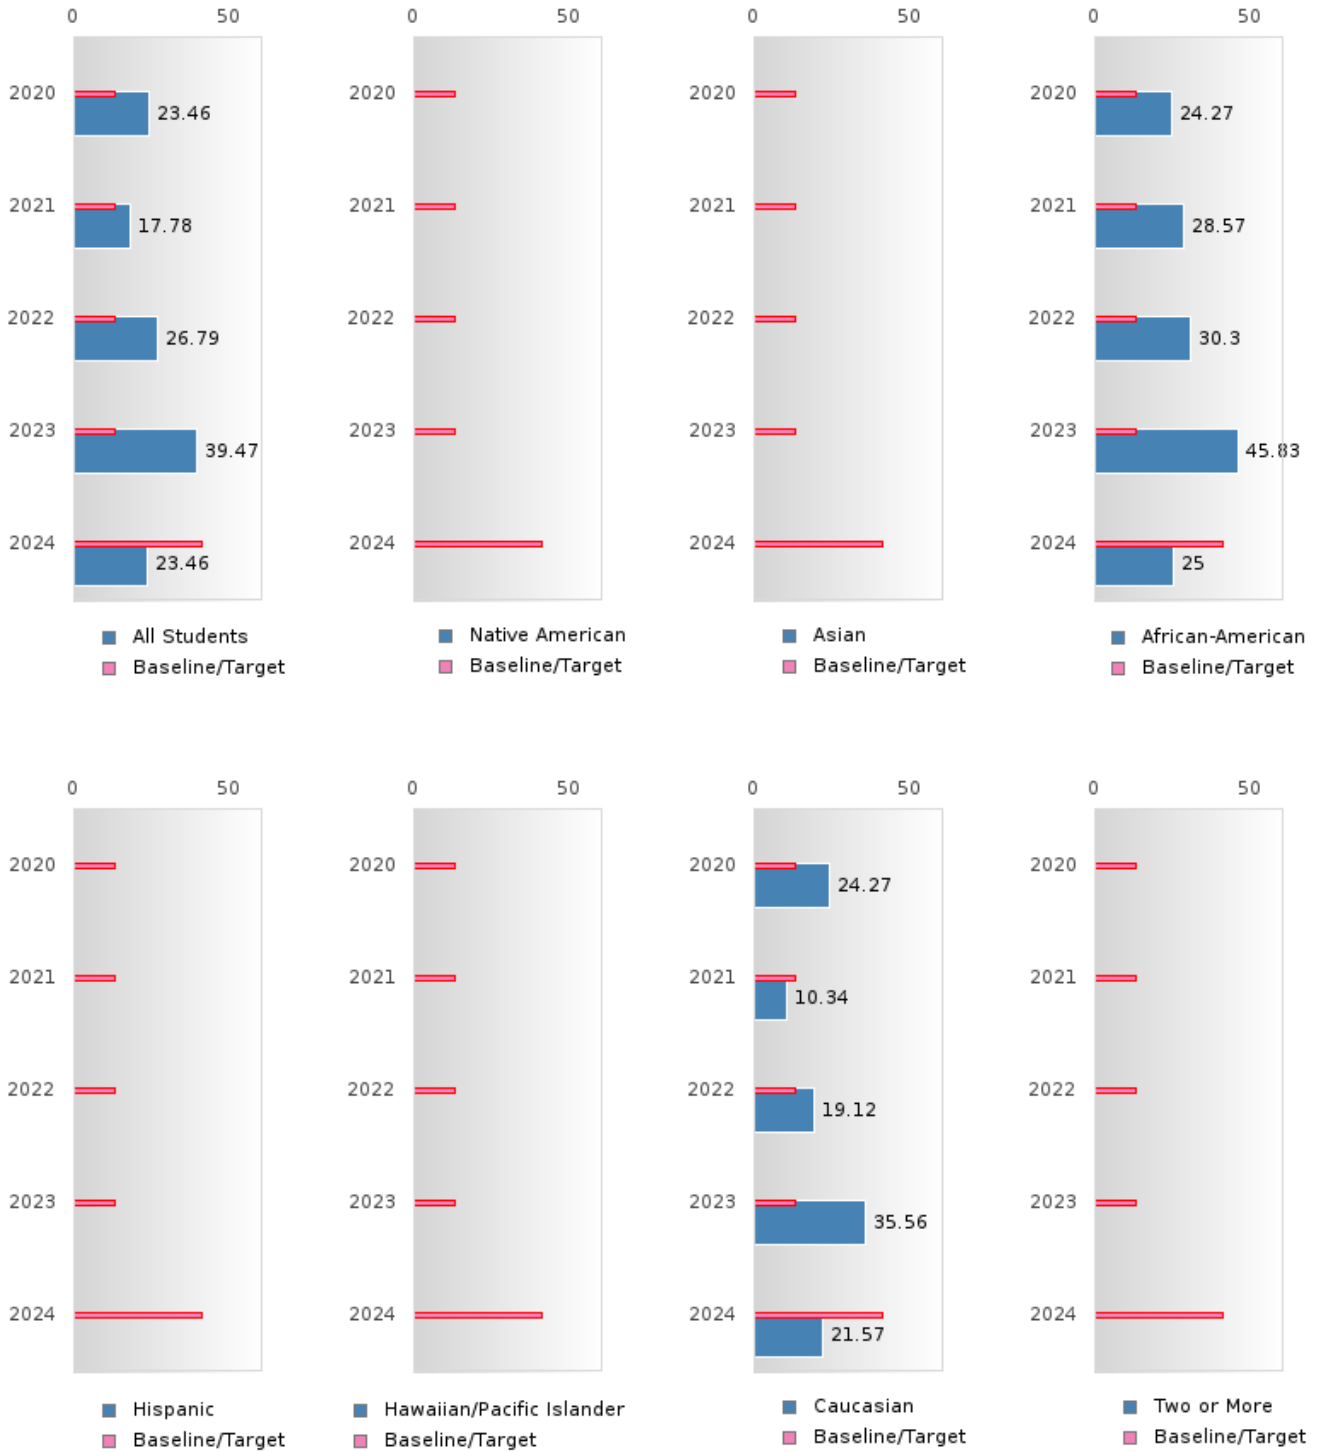 0 50 0 50 0 50 0 50
2020 23.46 2020 2020 2020 24.27
2021 17.78 2021 2021 2021 28.57
2022 26.79 2022 2022 2022 30.3
2023 39.47 2023 2023 2023 45.83
2024 23.46 2024 2024 2024 25
All Students Native American Asian African-American
Baseline/Target Baseline/Target Baseline/Target Baseline/Target
0 50 0 50 0 50 0 50
2020 2020 2020 24.27 2020
2021 2021 2021 10.34 2021
2022 2022 2022 19.12 2022
2023 2023 2023 35.56 2023
2024 2024 2024 21.57 2024
Hispanic Hawaiian/Pacific Islander Caucasian Two or More
Baseline/Target Baseline/Target Baseline/Target Baseline/Target